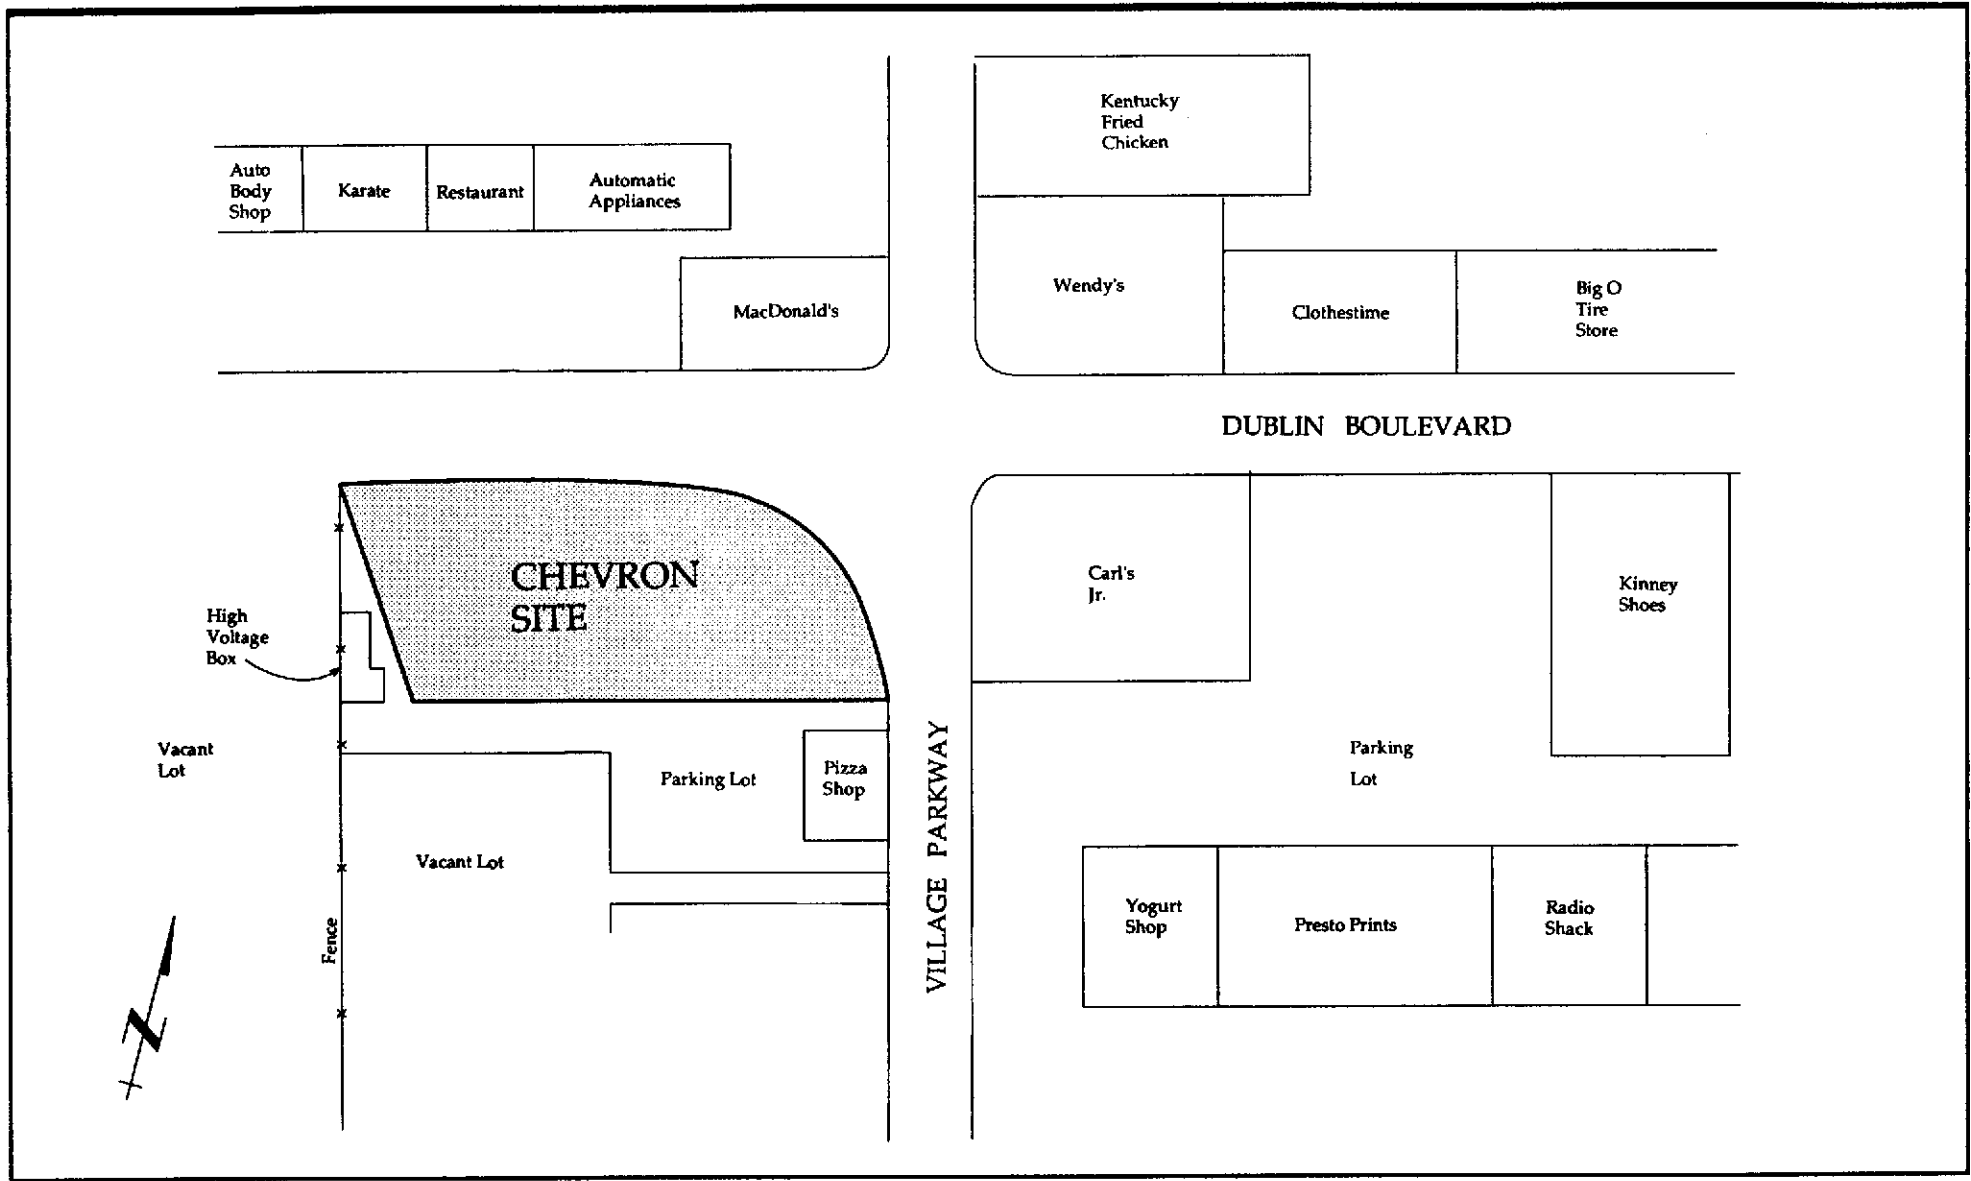 Kentucky
Fried
Chicken
Auto
Body
Shop
Karate
Restaurant
Automatic
Appliances
MacDonald's
Wendy's
Clothestime
Big O
Tire
Store
DUBLIN BOULEVARD
CHEVRON
SITE
Carl's
Jr.
Kinney
Shoes
High
Voltage
Box
Vacant
Lot
Parking Lot
Pizza
Shop
VILLAGE PARKWAY
Parking
Lot
Vacant Lot
Fence
Yogurt
Shop
Presto Prints
Radio
Shack
N